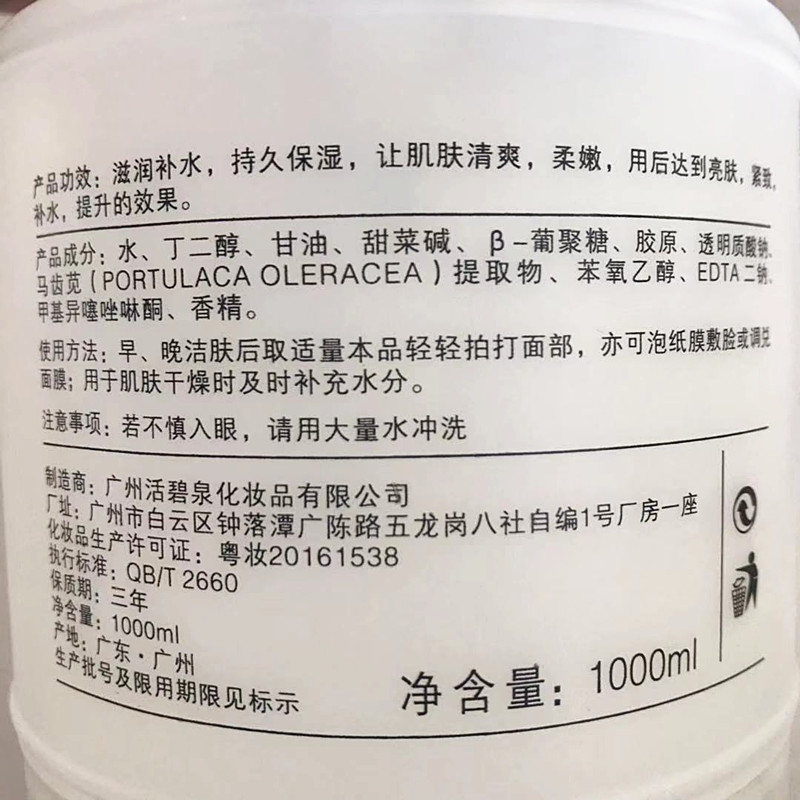 产品功效：滋润补水，持久保湿，让肌肤清爽，柔嫩，用后达到亮肤，紧致，
补水，提升的效果。
产品成分：水、丁二醇、甘油、甜菜碱、β-葡聚糖、胶原、透明质酸钠、
马齿苋（PORTULACA OLERACEA）提取物、苯氧乙醇、EDTA二钠、
甲基异噻唑啉酮、香精。
使用方法：早、晚洁肤后取适量本品轻轻拍打面部，亦可泡纸膜敷脸或调兑
面膜；用于肌肤干燥时及时补充水分。
注意事项：若不慎入眼，请用大量水冲洗
制造商：广州活碧泉化妆品有限公司
厂址：广州市白云区钟落潭广陈路五龙岗八社自编1号厂房一座
化妆品生产许可证：粤妆20161538
执行标准：QB/T 2660
保质期：三年
净含量：1000ml
产地：广东·广州
生产批号及限用期限见标示
净含量：1000ml